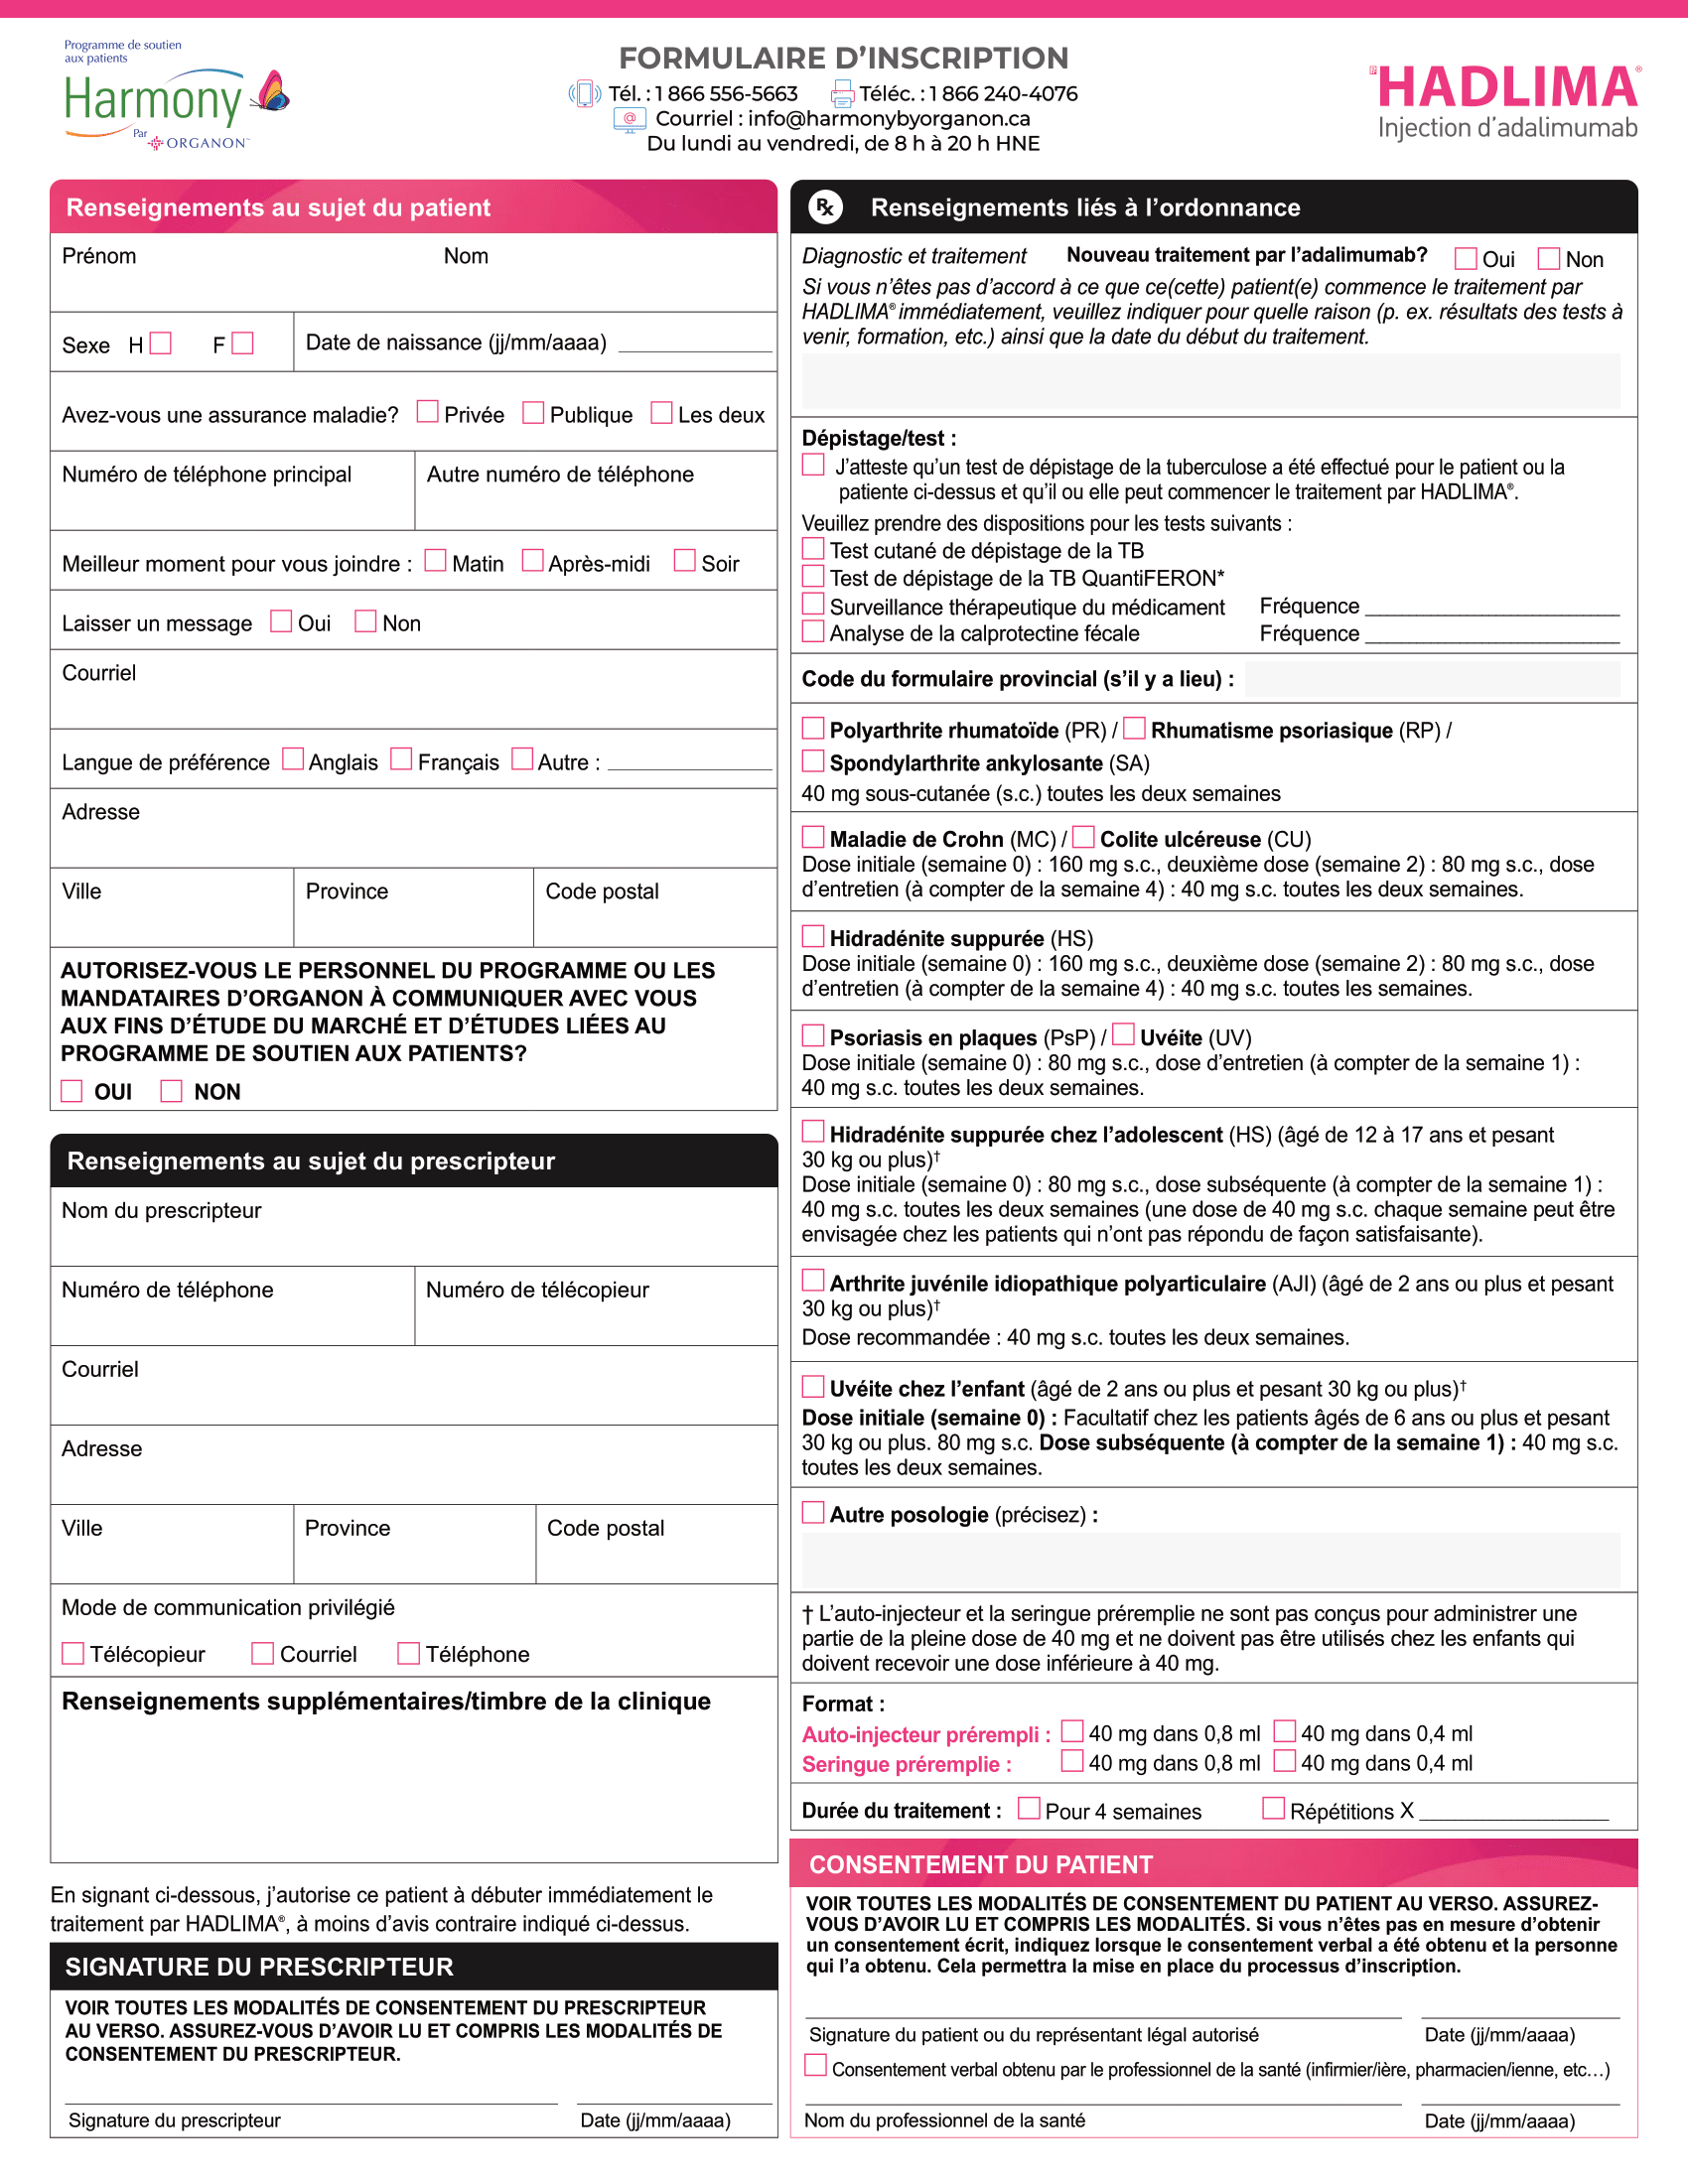 Programme de soutien
aux patients
Harmony
Par ORGANON™
FORMULAIRE D'INSCRIPTION
Tél. : 1 866 556-5663 Téléc. : 1 866 240-4076
Courriel : info@harmonybyorganon.ca
Du lundi au vendredi, de 8 h à 20 h HNE
HADLIMA®
Injection d'adalimumab
Renseignements au sujet du patient
Prénom Nom
Sexe H F Date de naissance (jj/mm/aaaa)
Avez-vous une assurance maladie? Privée Publique Les deux
Numéro de téléphone principal Autre numéro de téléphone
Meilleur moment pour vous joindre : Matin Après-midi Soir
Laisser un message Oui Non
Courriel
Langue de préférence Anglais Français Autre :
Adresse
Ville Province Code postal
AUTORISEZ-VOUS LE PERSONNEL DU PROGRAMME OU LES
MANDATAIRES D'ORGANON À COMMUNIQUER AVEC VOUS
AUX FINS D'ÉTUDE DU MARCHÉ ET D'ÉTUDES LIÉES AU
PROGRAMME DE SOUTIEN AUX PATIENTS?
OUI NON
Renseignements au sujet du prescripteur
Nom du prescripteur
Numéro de téléphone Numéro de télécopieur
Courriel
Adresse
Ville Province Code postal
Mode de communication privilégié
Télécopieur Courriel Téléphone
Renseignements supplémentaires/timbre de la clinique
En signant ci-dessous, j'autorise ce patient à débuter immédiatement le
traitement par HADLIMA®, à moins d'avis contraire indiqué ci-dessus.
SIGNATURE DU PRESCRIPTEUR
VOIR TOUTES LES MODALITÉS DE CONSENTEMENT DU PRESCRIPTEUR
AU VERSO. ASSUREZ-VOUS D'AVOIR LU ET COMPRIS LES MODALITÉS DE
CONSENTEMENT DU PRESCRIPTEUR.
Signature du prescripteur Date (jj/mm/aaaa)
Rx Renseignements liés à l'ordonnance
Diagnostic et traitement Nouveau traitement par l'adalimumab? Oui Non
Si vous n'êtes pas d'accord à ce que ce(cette) patient(e) commence le traitement par
HADLIMA® immédiatement, veuillez indiquer pour quelle raison (p. ex. résultats des tests à
venir, formation, etc.) ainsi que la date du début du traitement.
Dépistage/test :
J'atteste qu'un test de dépistage de la tuberculose a été effectué pour le patient ou la
patiente ci-dessus et qu'il ou elle peut commencer le traitement par HADLIMA®.
Veuillez prendre des dispositions pour les tests suivants :
Test cutané de dépistage de la TB
Test de dépistage de la TB QuantiFERON*
Surveillance thérapeutique du médicament Fréquence
Analyse de la calprotectine fécale Fréquence
Code du formulaire provincial (s'il y a lieu) :
Polyarthrite rhumatoïde (PR) / Rhumatisme psoriasique (RP) /
Spondylarthrite ankylosante (SA)
40 mg sous-cutanée (s.c.) toutes les deux semaines
Maladie de Crohn (MC) / Colite ulcéreuse (CU)
Dose initiale (semaine 0) : 160 mg s.c., deuxième dose (semaine 2) : 80 mg s.c., dose
d'entretien (à compter de la semaine 4) : 40 mg s.c. toutes les deux semaines.
Hidradénite suppurée (HS)
Dose initiale (semaine 0) : 160 mg s.c., deuxième dose (semaine 2) : 80 mg s.c., dose
d'entretien (à compter de la semaine 4) : 40 mg s.c. toutes les semaines.
Psoriasis en plaques (PsP) / Uvéite (UV)
Dose initiale (semaine 0) : 80 mg s.c., dose d'entretien (à compter de la semaine 1) :
40 mg s.c. toutes les deux semaines.
Hidradénite suppurée chez l'adolescent (HS) (âgé de 12 à 17 ans et pesant
30 kg ou plus)†
Dose initiale (semaine 0) : 80 mg s.c., dose subséquente (à compter de la semaine 1) :
40 mg s.c. toutes les deux semaines (une dose de 40 mg s.c. chaque semaine peut être
envisagée chez les patients qui n'ont pas répondu de façon satisfaisante).
Arthrite juvénile idiopathique polyarticulaire (AJI) (âgé de 2 ans ou plus et pesant
30 kg ou plus)†
Dose recommandée : 40 mg s.c. toutes les deux semaines.
Uvéite chez l'enfant (âgé de 2 ans ou plus et pesant 30 kg ou plus)†
Dose initiale (semaine 0) : Facultatif chez les patients âgés de 6 ans ou plus et pesant
30 kg ou plus. 80 mg s.c. Dose subséquente (à compter de la semaine 1) : 40 mg s.c.
toutes les deux semaines.
Autre posologie (précisez) :
† L'auto-injecteur et la seringue préremplie ne sont pas conçus pour administrer une
partie de la pleine dose de 40 mg et ne doivent pas être utilisés chez les enfants qui
doivent recevoir une dose inférieure à 40 mg.
Format :
Auto-injecteur prérempli : 40 mg dans 0,8 ml 40 mg dans 0,4 ml
Seringue préremplie : 40 mg dans 0,8 ml 40 mg dans 0,4 ml
Durée du traitement : Pour 4 semaines Répétitions X
CONSENTEMENT DU PATIENT
VOIR TOUTES LES MODALITÉS DE CONSENTEMENT DU PATIENT AU VERSO. ASSUREZ-
VOUS D'AVOIR LU ET COMPRIS LES MODALITÉS. Si vous n'êtes pas en mesure d'obtenir
un consentement écrit, indiquez lorsque le consentement verbal a été obtenu et la personne
qui l'a obtenu. Cela permettra la mise en place du processus d'inscription.
Signature du patient ou du représentant légal autorisé Date (jj/mm/aaaa)
Consentement verbal obtenu par le professionnel de la santé (infirmier/ière, pharmacien/ienne, etc…)
Nom du professionnel de la santé Date (jj/mm/aaaa)